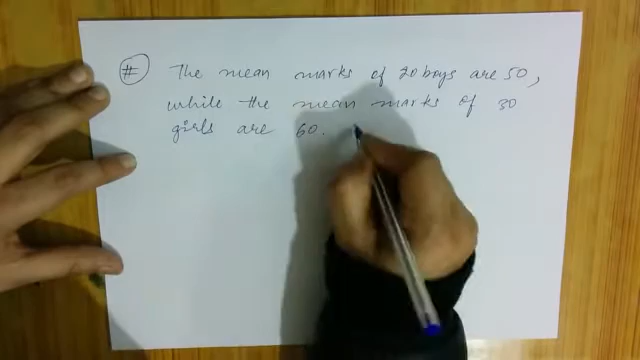 # The mean marks of 20 boys are 50,
while the mean marks of 30
girls are 60.